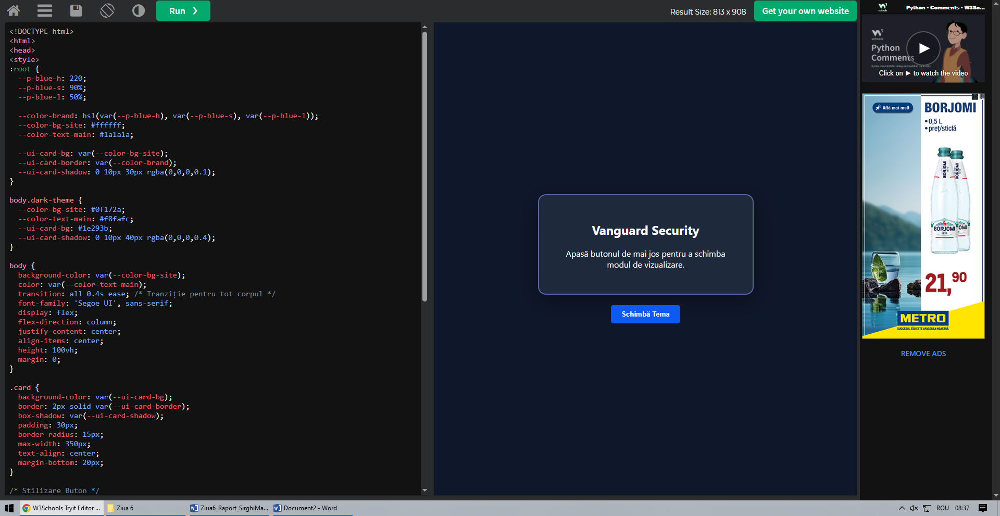 Run ❯
Result Size: 813 x 908
Get your own website
<!DOCTYPE html>
<html>
<head>
<style>
:root {
  --p-blue-h: 220;
  --p-blue-s: 90%;
  --p-blue-l: 50%;
  --color-brand: hsl(var(--p-blue-h), var(--p-blue-s), var(--p-blue-l));
  --color-bg-site: #ffffff;
  --color-text-main: #1a1a1a;
  --ui-card-bg: var(--color-bg-site);
  --ui-card-border: var(--color-brand);
  --ui-card-shadow: 0 10px 30px rgba(0,0,0,0.1);
}
body.dark-theme {
  --color-bg-site: #0f172a;
  --color-text-main: #f8fafc;
  --ui-card-bg: #1e293b;
  --ui-card-shadow: 0 10px 40px rgba(0,0,0,0.4);
}
body {
  background-color: var(--color-bg-site);
  color: var(--color-text-main);
  transition: all 0.4s ease; /* Tranziție pentru tot corpul */
  font-family: 'Segoe UI', sans-serif;
  display: flex;
  flex-direction: column;
  justify-content: center;
  align-items: center;
  height: 100vh;
  margin: 0;
}
.card {
  background-color: var(--ui-card-bg);
  border: 2px solid var(--ui-card-border);
  box-shadow: var(--ui-card-shadow);
  padding: 30px;
  border-radius: 15px;
  max-width: 350px;
  text-align: center;
  margin-bottom: 20px;
}
/* Stilizare Buton */
Vanguard Security
Apasă butonul de mai jos pentru a schimba
modul de vizualizare.
Schimbă Tema
Python - Comments - W3Sc...
schools
Python
Comments
Click on ► to watch the video
Află mai mult
BORJOMI
•0,5 L
•preț/sticlă
BORJOMI
BORJOMI
BORJOMI
21,90
METRO
SUCCESUL TĂU ESTE AFACEREA NOASTRĂ
REMOVE ADS
W3Schools Tryit Editor ...
Ziua 6
Ziua6_Raport_SirghiMa...
Document2 - Word
ROU
08:37